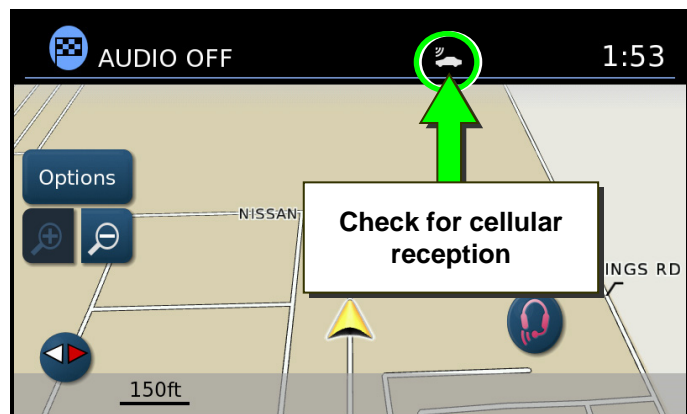 AUDIO OFF
1:53
Options
NISSAN
Check for cellular
reception
INGS RD
150ft